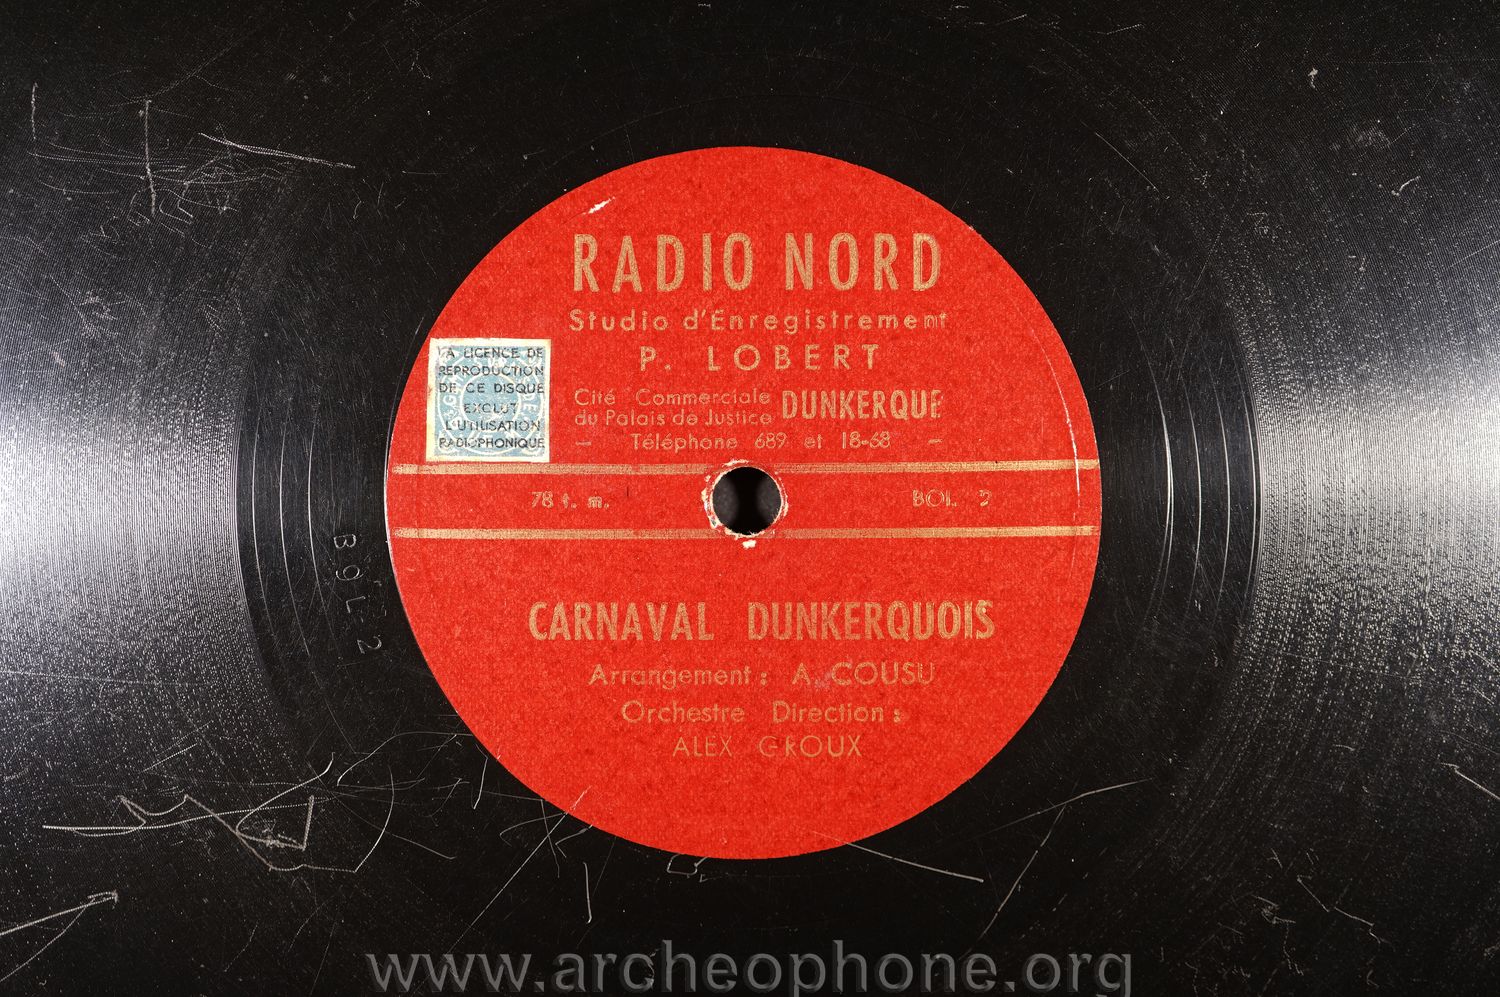 RADIO NORD
Studio d'Enregistrement
P. LOBERT
Cité Commerciale
du Palais de Justice
DUNKERQUE
— Téléphone 689 et 18-68 —
LA LICENCE DE
REPRODUCTION
DE CE DISQUE
EXCLUT
L'UTILISATION
RADIOPHONIQUE
78 t. m.
BOL. 2
CARNAVAL DUNKERQUOIS
Arrangement : A. COUSU
Orchestre Direction :
ALEX GROUX
BOL 2
www.archeophone.org